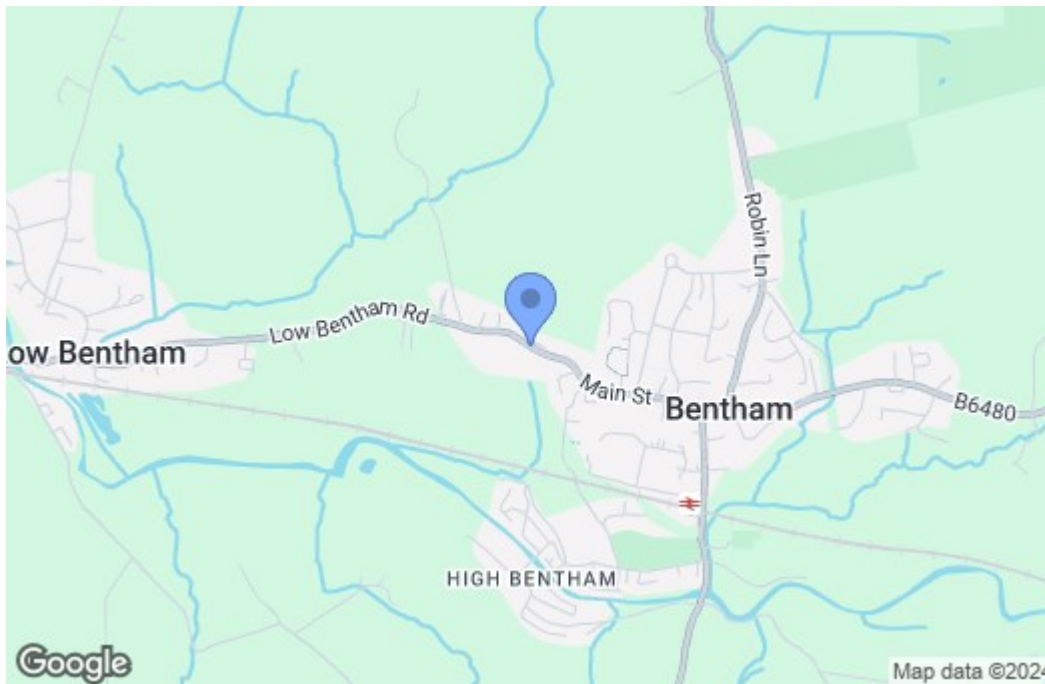 Robin Ln
Low Bentham Rd
ow Bentham
Main St
Bentham
B6480
HIGH BENTHAM
Google
Map data ©2024